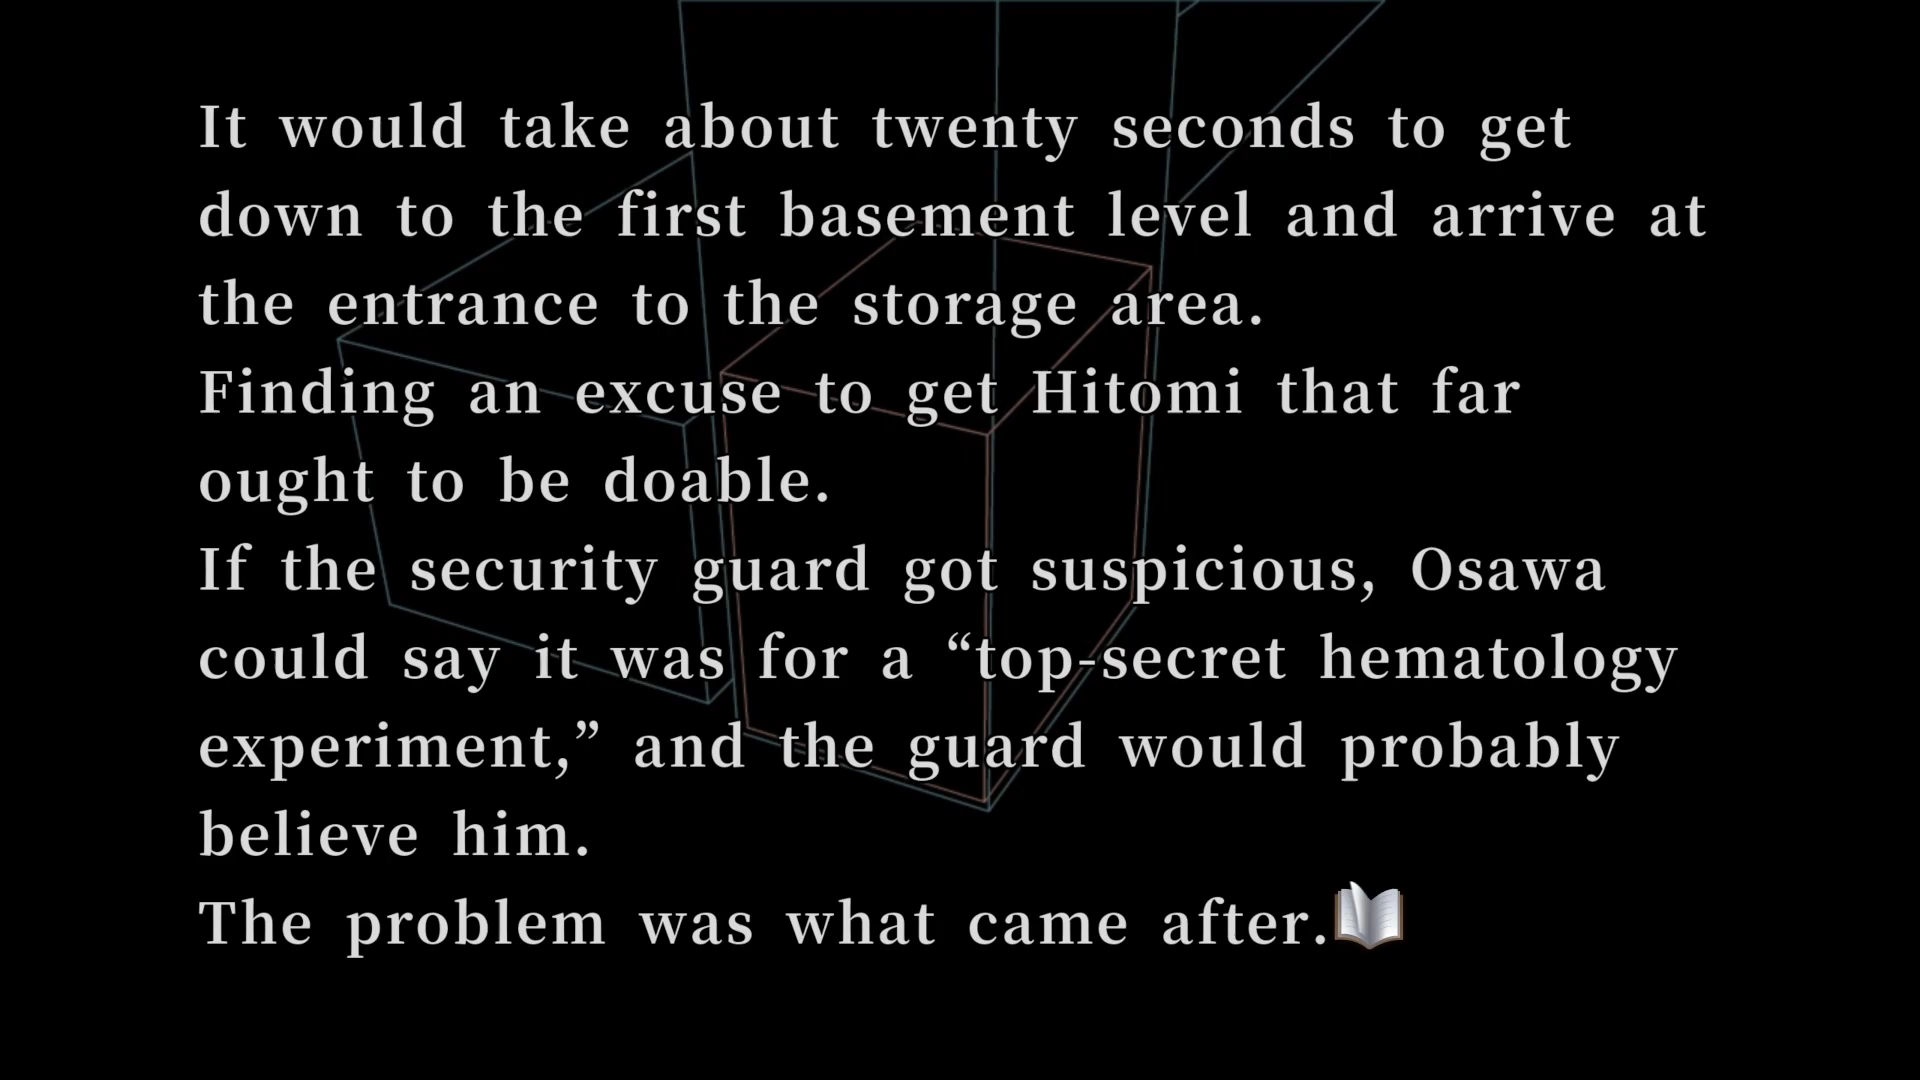 It would take about twenty seconds to get
down to the first basement level and arrive at
the entrance to the storage area.
Finding an excuse to get Hitomi that far
ought to be doable.
If the security guard got suspicious, Osawa
could say it was for a “top-secret hematology
experiment,” and the guard would probably
believe him.
The problem was what came after.